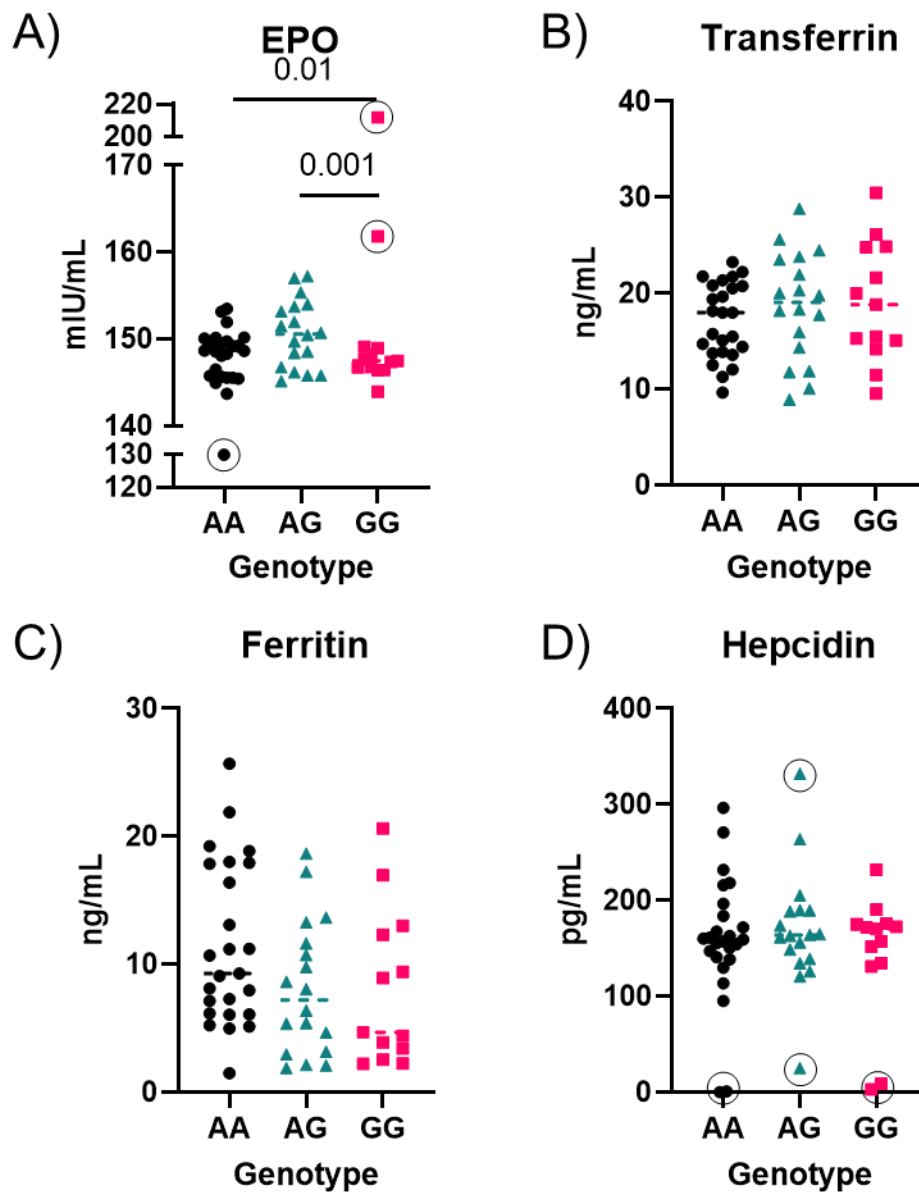 A)
EPO
0.01
220
200
170
0.001
160
150
140
130
120
mIU/mL
AA AG GG
Genotype
B)
Transferrin
40
30
20
10
0
ng/mL
AA AG GG
Genotype
C)
Ferritin
30
20
10
0
ng/mL
AA AG GG
Genotype
D)
Hepcidin
400
300
200
100
0
pg/mL
AA AG GG
Genotype